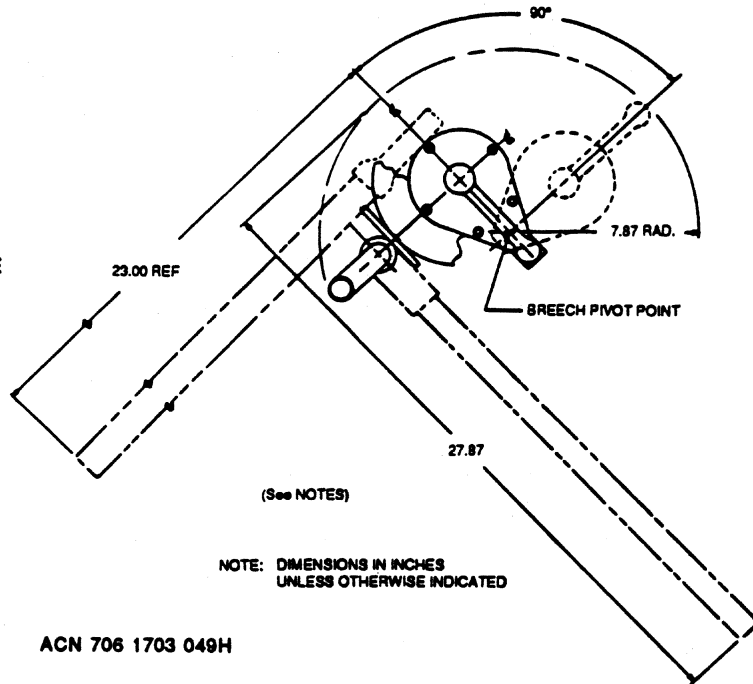 90°
23.00 REF
7.87 RAD.
BREECH PIVOT POINT
27.87
(See NOTES)
NOTE: DIMENSIONS IN INCHES
UNLESS OTHERWISE INDICATED
ACN 706 1703 049H